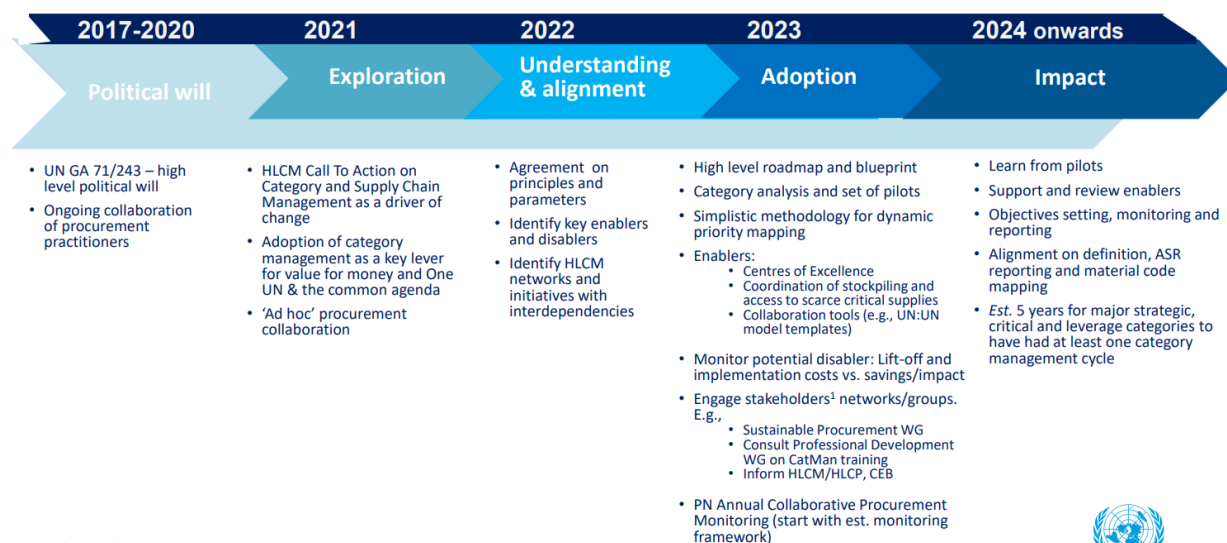 2017-2020
2021
2022
2023
2024 onwards
Political will
Exploration
Understanding
& alignment
Adoption
Impact
• UN GA 71/243 – high
level political will
• Ongoing collaboration
of procurement
practitioners
• HLCM Call To Action on
Category and Supply Chain
Management as a driver of
change
• Adoption of category
management as a key lever
for value for money and One
UN & the common agenda
• ‘Ad hoc’ procurement
collaboration
• Agreement on
principles and
parameters
• Identify key enablers
and disablers
• Identify HLCM
networks and
initiatives with
interdependencies
• High level roadmap and blueprint
• Category analysis and set of pilots
• Simplistic methodology for dynamic
priority mapping
• Enablers:
• Centres of Excellence
• Coordination of stockpiling and
access to scarce critical supplies
• Collaboration tools (e.g., UN:UN
model templates)
• Monitor potential disabler: Lift-off and
implementation costs vs. savings/impact
• Engage stakeholders¹ networks/groups.
E.g.,
• Sustainable Procurement WG
• Consult Professional Development
WG on CatMan training
• Inform HLCM/HLCP, CEB
• PN Annual Collaborative Procurement
Monitoring (start with est. monitoring
framework)
• Learn from pilots
• Support and review enablers
• Objectives setting, monitoring and
reporting
• Alignment on definition, ASR
reporting and material code
mapping
• Est. 5 years for major strategic,
critical and leverage categories to
have had at least one category
management cycle